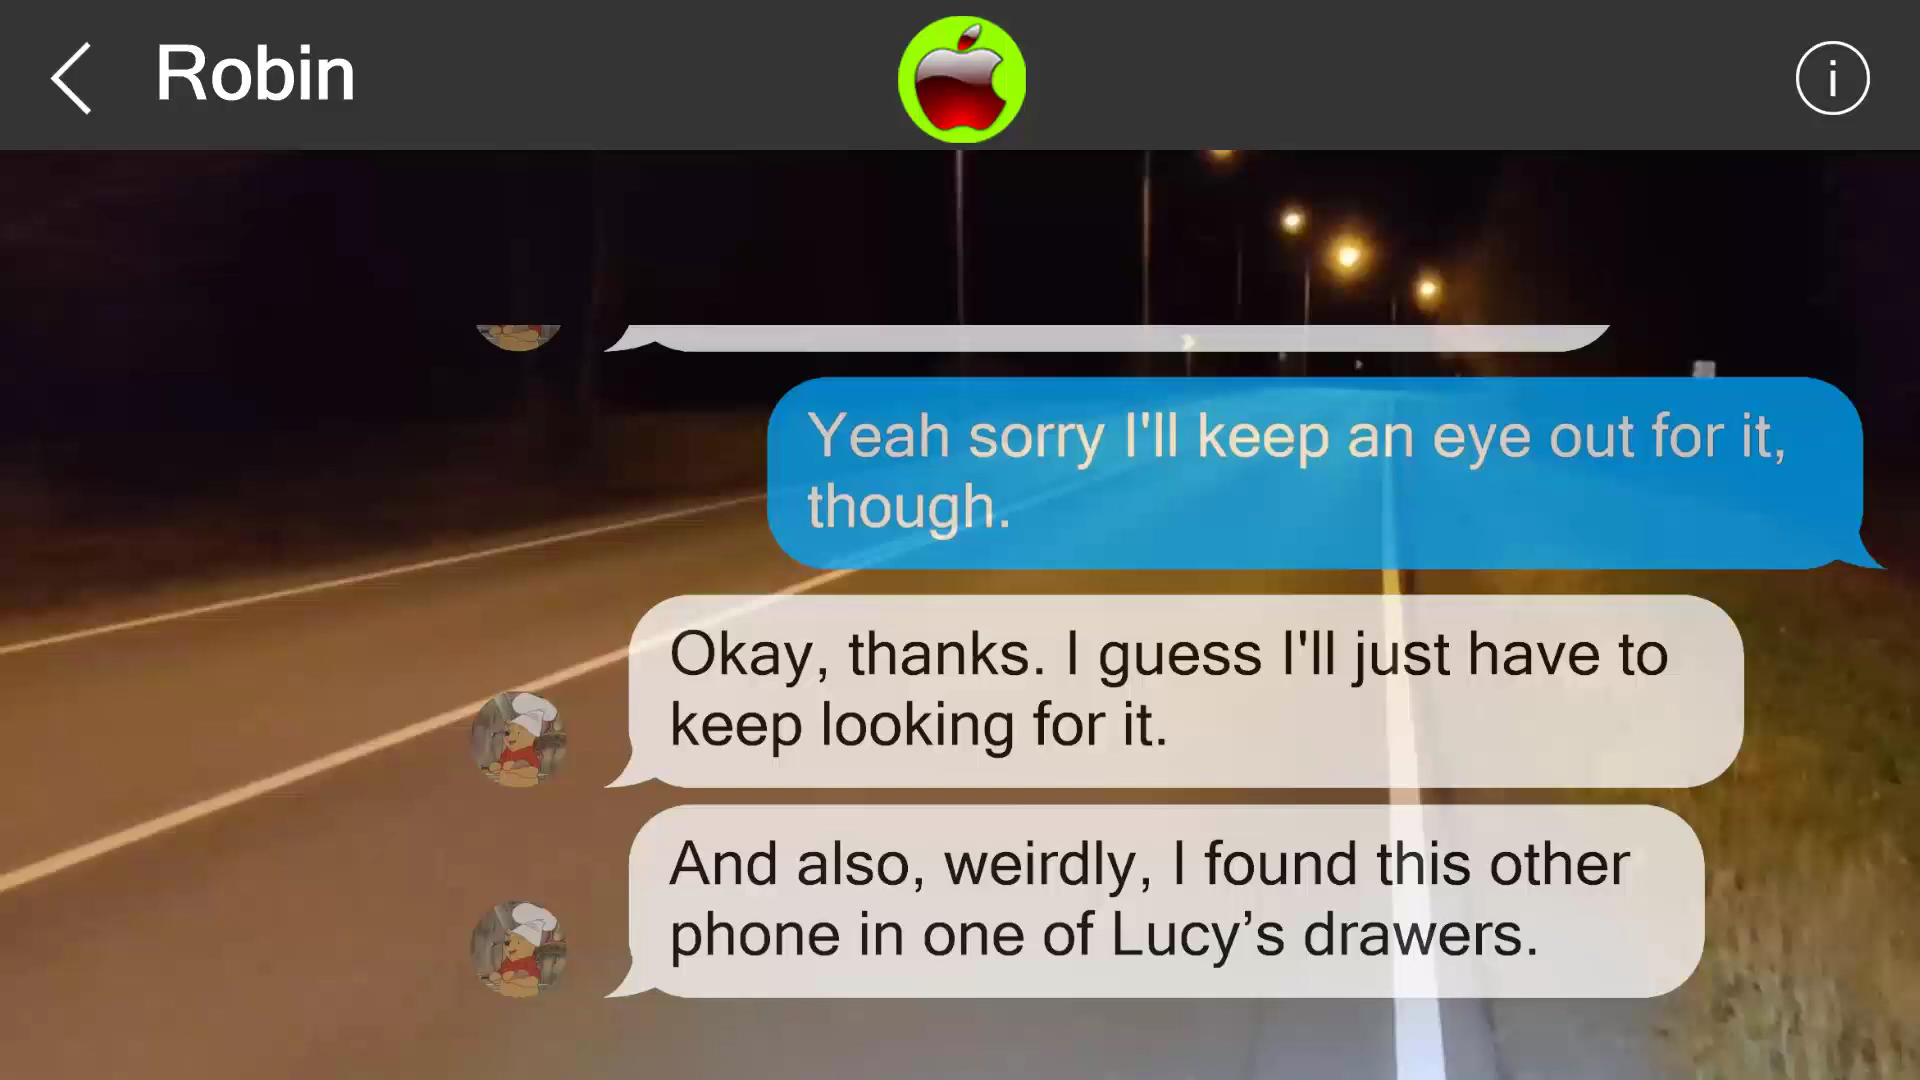 Robin
i
Yeah sorry I'll keep an eye out for it,
though.
Okay, thanks. I guess I'll just have to
keep looking for it.
And also, weirdly, I found this other
phone in one of Lucy’s drawers.